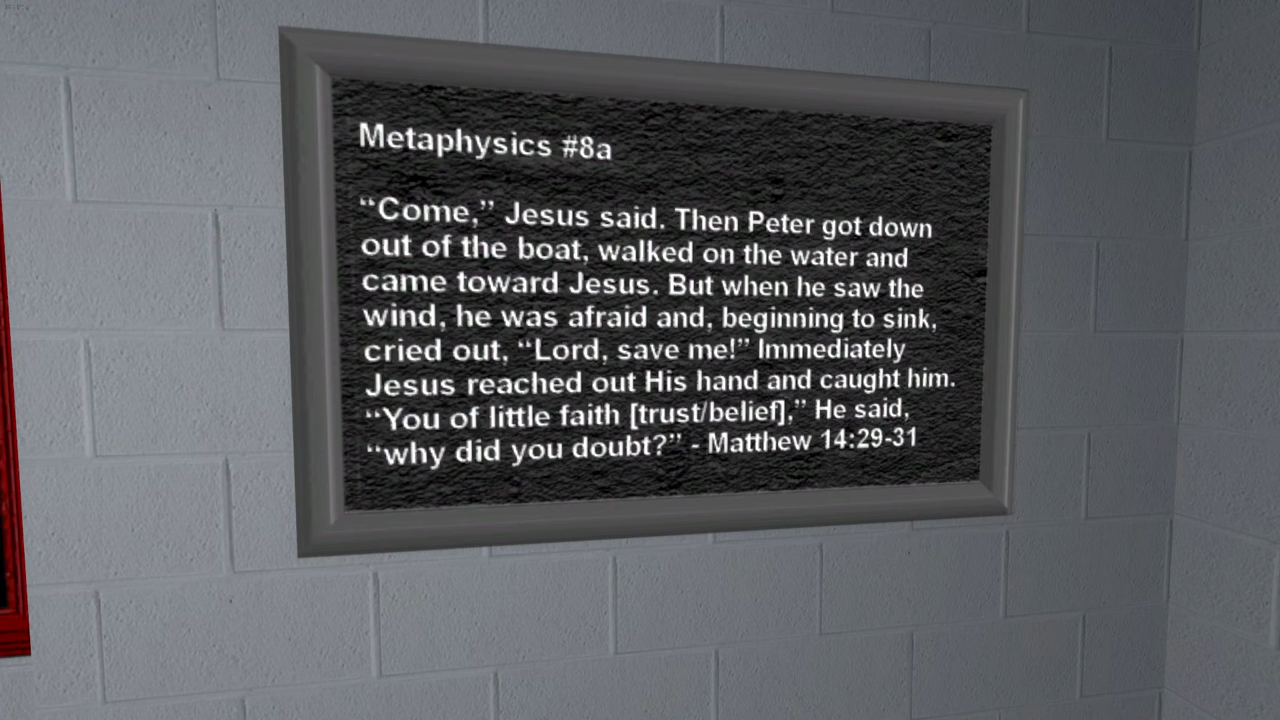 Metaphysics #8a
“Come,” Jesus said. Then Peter got down
out of the boat, walked on the water and
came toward Jesus. But when he saw the
wind, he was afraid and, beginning to sink,
cried out, “Lord, save me!” Immediately
Jesus reached out His hand and caught him.
“You of little faith [trust/belief],” He said,
“why did you doubt?” - Matthew 14:29-31